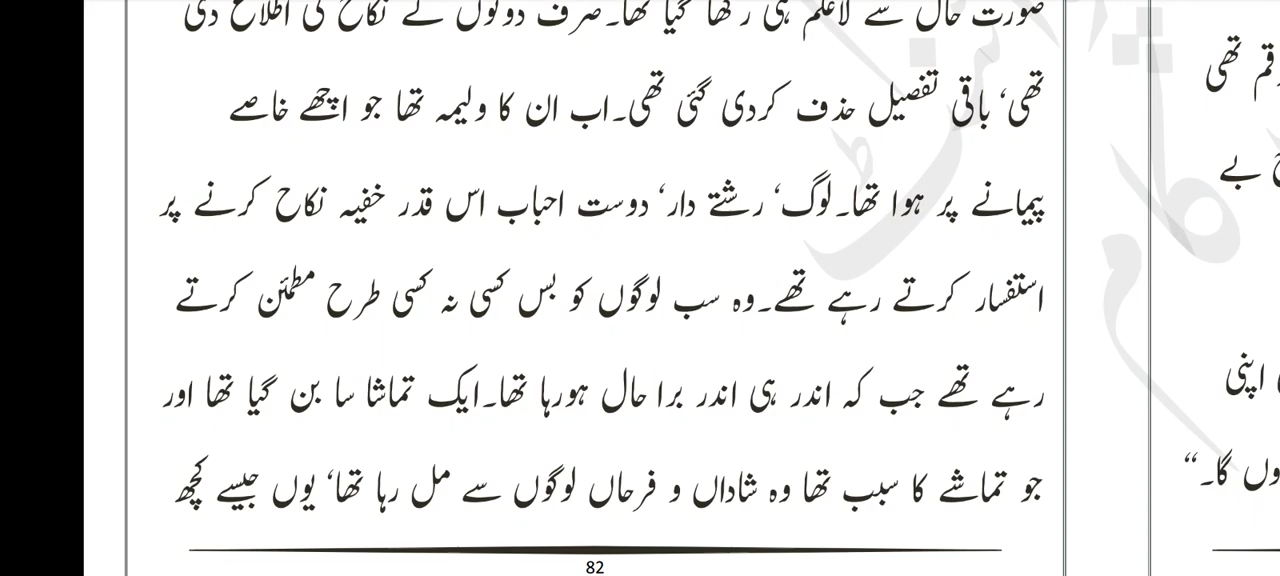 صورت حال سے لاعلم ہی رکھا گیا تھا۔صرف دونوں کے نکاح کی اطلاع دی
تھی، باقی تفصیل حذف کردی گئی تھی۔اب ان کا ولیمہ تھا جو اچھے خاصے
پیمانے پر ہوا تھا۔لوگ، رشتے دار، دوست احباب اس قدر خفیہ نکاح کرنے پر
استفسار کرتے رہے تھے۔وہ سب لوگوں کو بس کسی نہ کسی طرح مطمئن کرتے
رہے تھے جب کہ اندر ہی اندر برا حال ہورہا تھا۔ایک تماشا سا بن گیا تھا اور
جو تماشے کا سبب تھا وہ شاداں و فرحاں لوگوں سے مل رہا تھا، یوں جیسے کچھ
82
رقم تھی
بے
اپنی
گا۔“